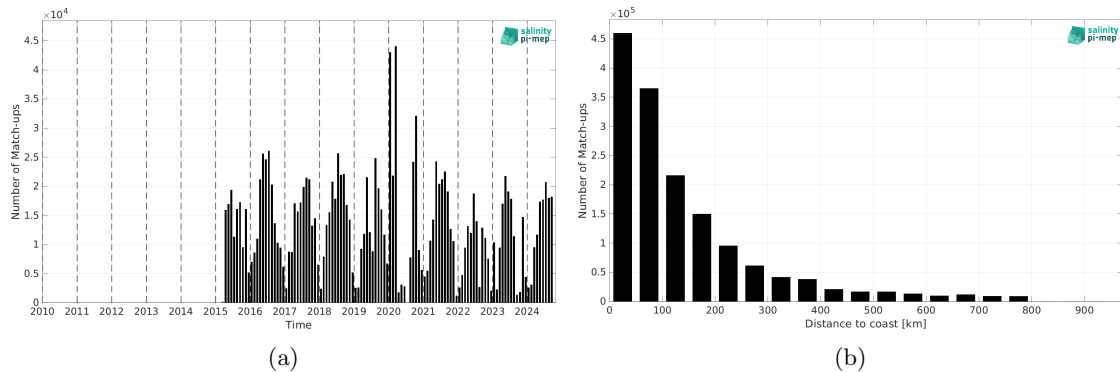 ×10⁴
4.5
4
3.5
3
2.5
2
1.5
1
0.5
0
Number of Match-ups
2010 2011 2012 2013 2014 2015 2016 2017 2018 2019 2020 2021 2022 2023 2024
Time
salinity
pi-mep
(a)
×10⁵
4.5
4
3.5
3
2.5
2
1.5
1
0.5
0
Number of Match-ups
0 100 200 300 400 500 600 700 800 900
Distance to coast [km]
salinity
pi-mep
(b)